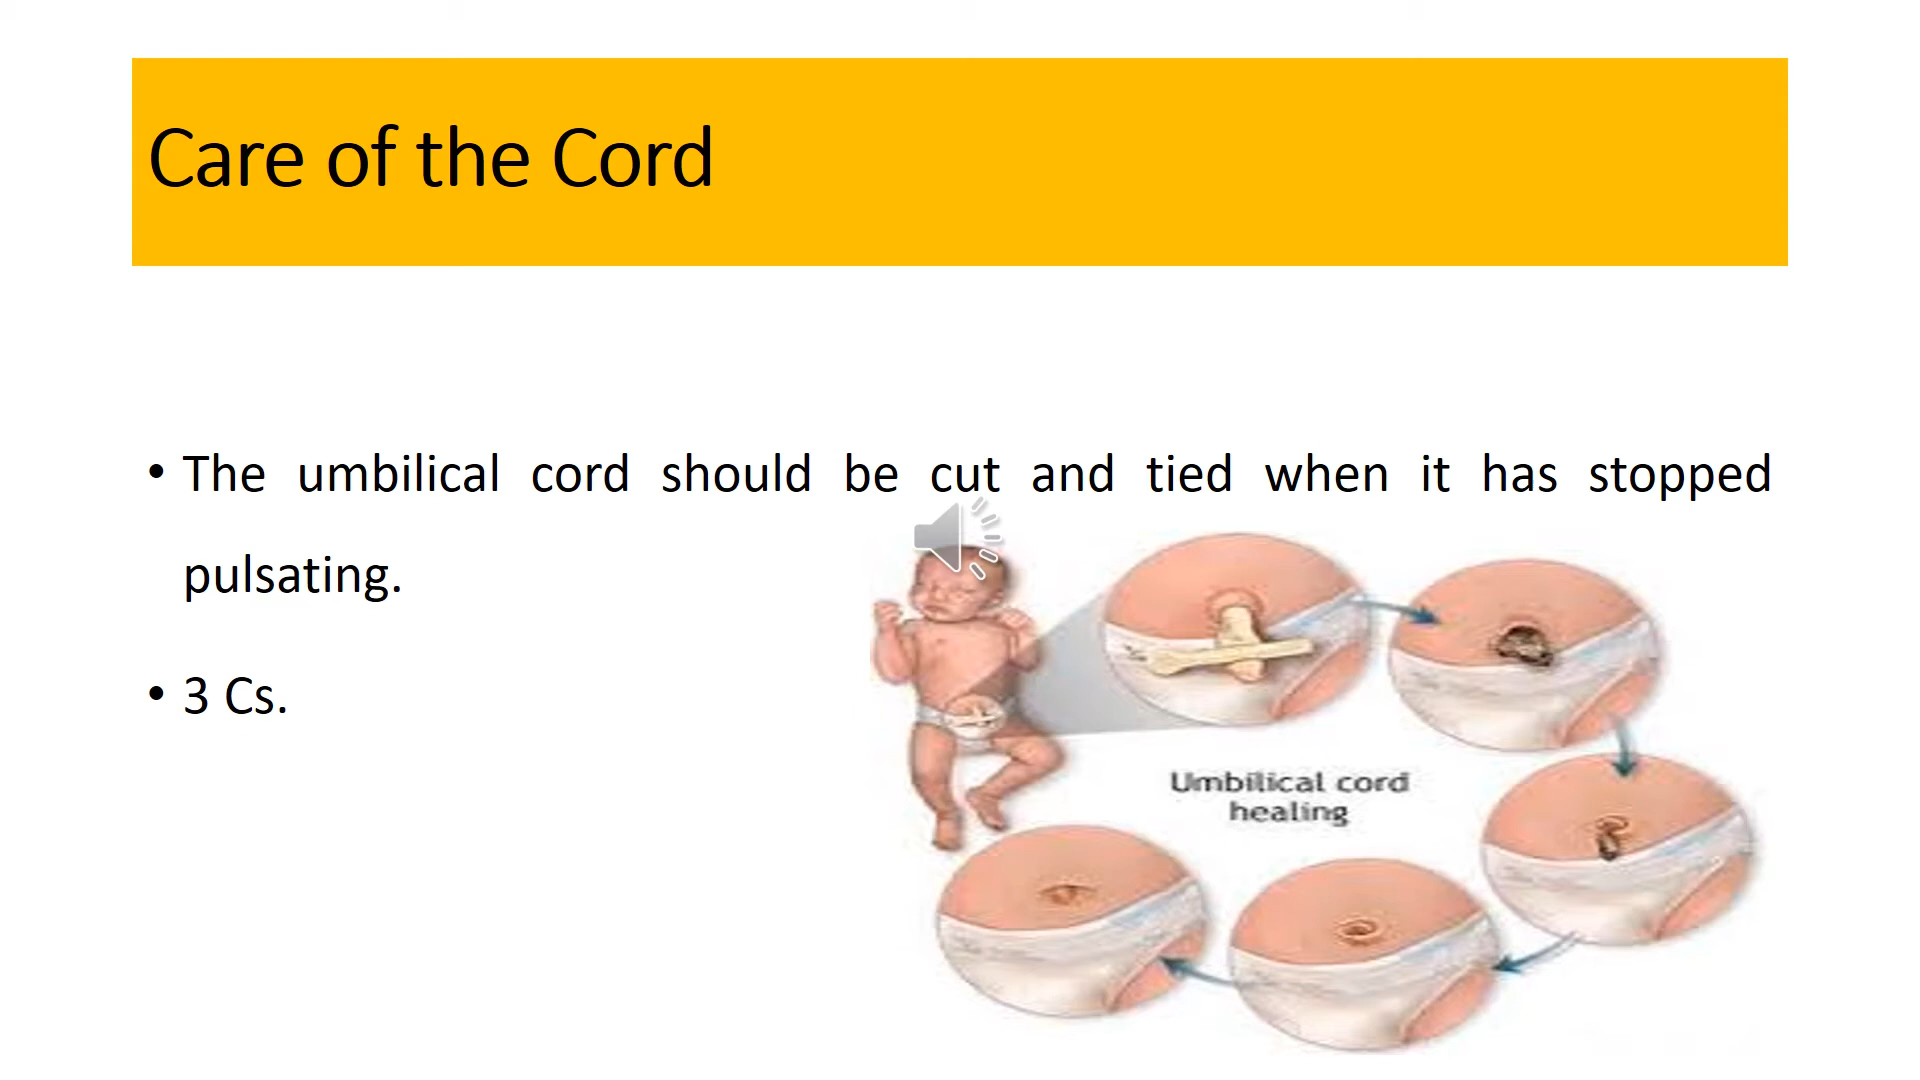 Care of the Cord
• The umbilical cord should be cut and tied when it has stopped
pulsating.
• 3 Cs.
Umbilical cord
healing